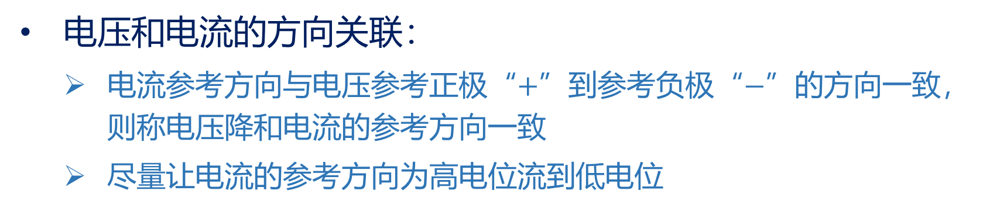 • 电压和电流的方向关联：
➢ 电流参考方向与电压参考正极“+”到参考负极“−”的方向一致，
则称电压降和电流的参考方向一致
➢ 尽量让电流的参考方向为高电位流到低电位